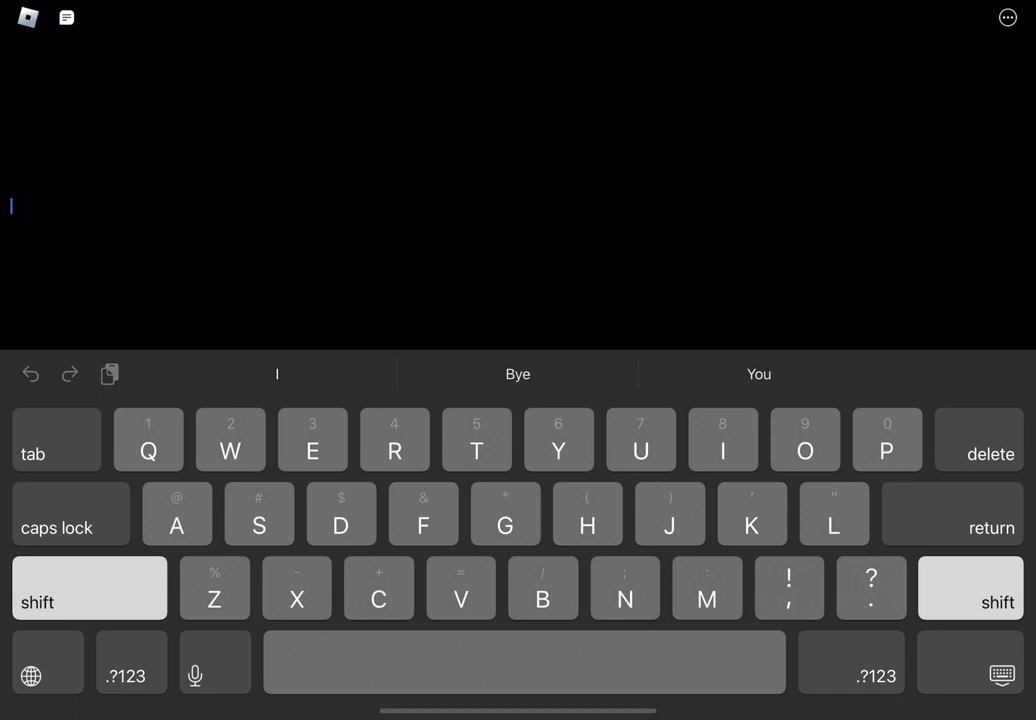 I Bye You
1 2 3 4 5 6 7 8 9 0
tab Q W E R T Y U I O P delete
@ # $ & * ( ) ' "
caps lock A S D F G H J K L return
% - + = / ; : ! ?
shift Z X C V B N M , . shift
.?123 .?123